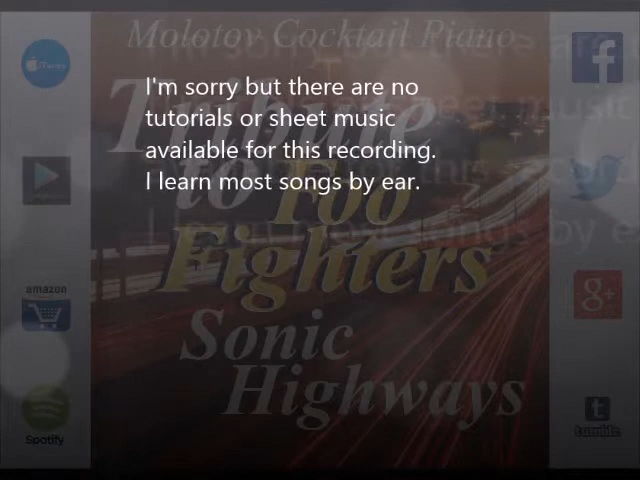 Molotov Cocktail Piano
I'm sorry but there are no
tutorials or sheet music
available for this recording.
I learn most songs by ear.
Tribute
to Foo
Fighters
Sonic
Highways
iTunes
amazon
Spotify
f
g+
t
tumblr